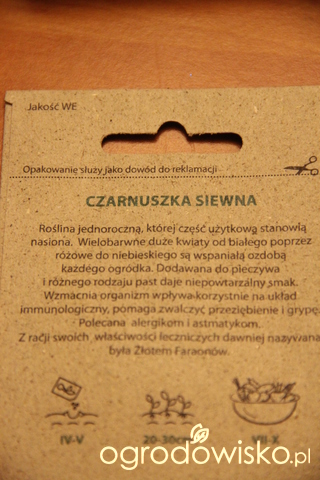 Jakość WE
Opakowanie służy jako dowód do reklamacji
CZARNUSZKA SIEWNA
Roślina jednoroczna, której część użytkową stanowią
nasiona. Wielobarwne duże kwiaty od białego poprzez
różowe do niebieskiego są wspaniałą ozdobą
każdego ogródka. Dodawana do pieczywa
i różnego rodzaju past daje niepowtarzalny smak.
Wzmacnia organizm wpływa korzystnie na układ
immunologiczny, pomaga zwalczyć przeziębienie i grypę.
Polecana alergikom i astmatykom.
Z racji swoich właściwości leczniczych dawniej nazywana
była Złotem Faraonów.
IV-V 20-30cm VII-X
ogrodowisko.pl